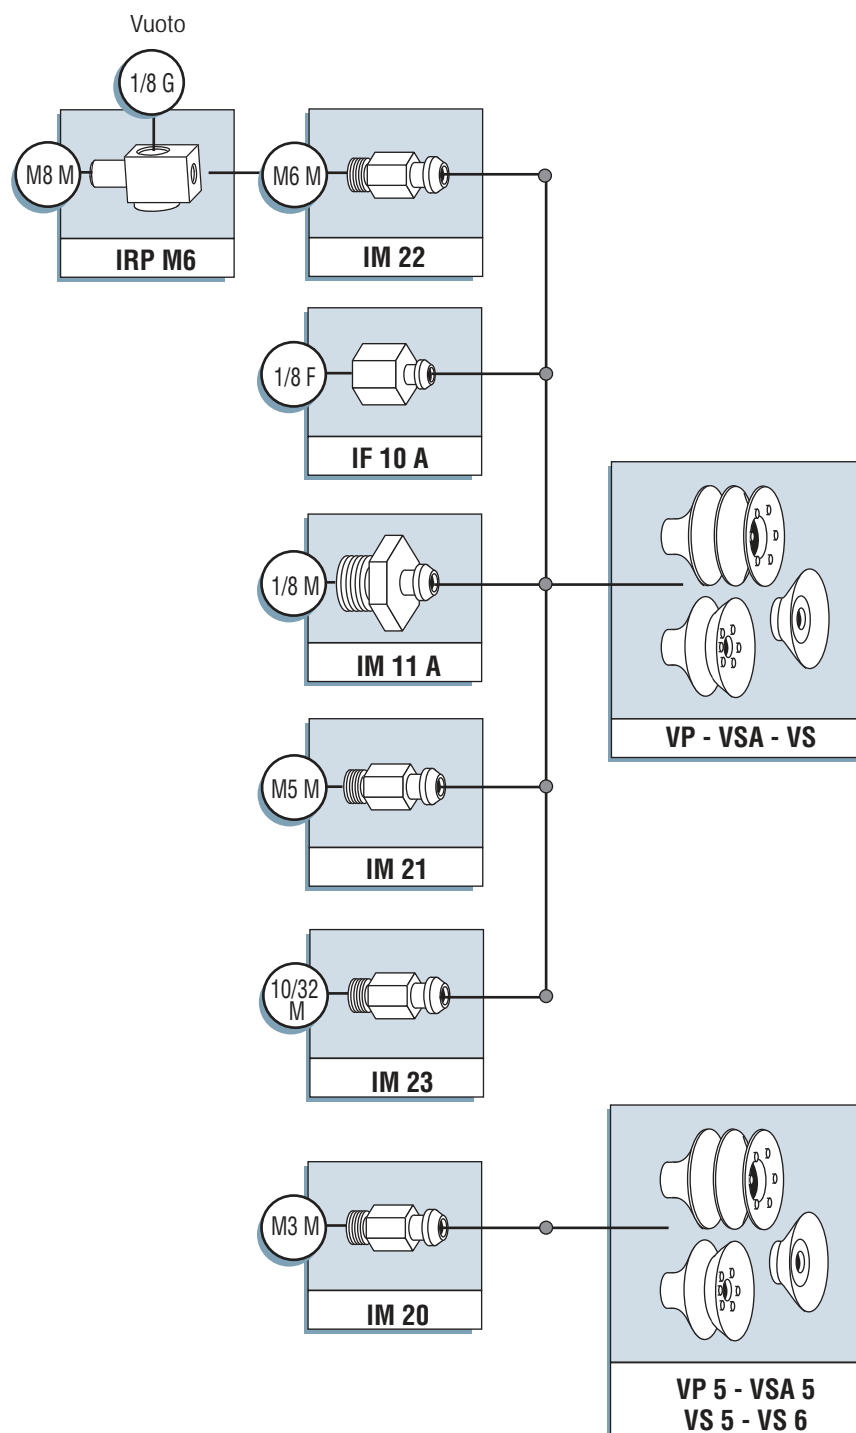 Vuoto
1/8 G
M8 M
M6 M
IRP M6
IM 22
1/8 F
IF 10 A
1/8 M
IM 11 A
VP - VSA - VS
M5 M
IM 21
10/32
M
IM 23
M3 M
IM 20
VP 5 - VSA 5
VS 5 - VS 6